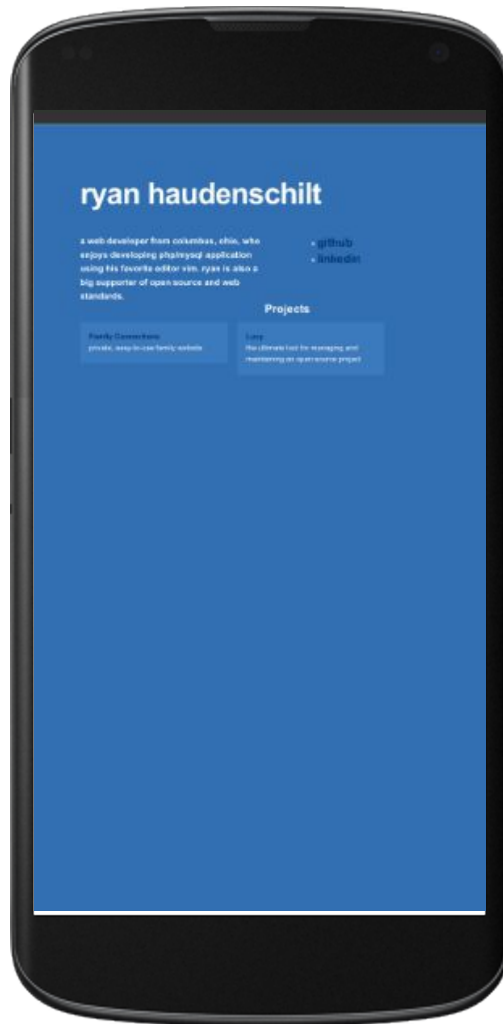 ryan haudenschilt
a web developer from columbus, ohio, who
enjoys developing php/mysql application
using his favorite editor vim. ryan is also a
big supporter of open source and web
standards.
github
linkedin
Projects
Family Connections
private, easy-to-use family website.
Lucy
the ultimate tool for managing and
maintaining an open source project